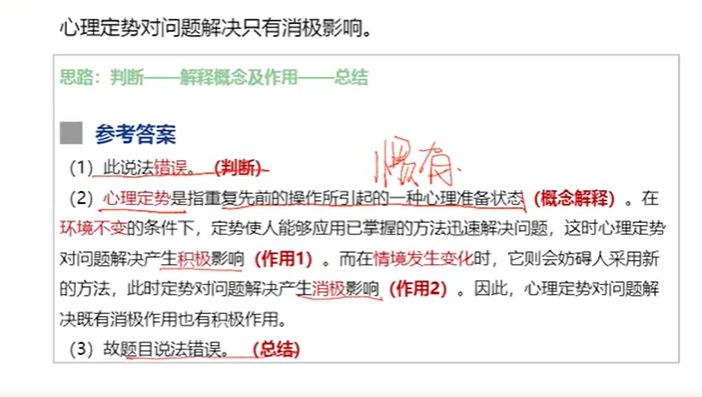 心理定势对问题解决只有消极影响。
思路：判断——解释概念及作用——总结
参考答案
（1）此说法错误。（判断）
惯有.
（2）心理定势是指重复先前的操作所引起的一种心理准备状态（概念解释）。在
环境不变的条件下，定势使人能够应用已掌握的方法迅速解决问题，这时心理定势
对问题解决产生积极影响（作用1）。而在情境发生变化时，它则会妨碍人采用新
的方法，此时定势对问题解决产生消极影响（作用2）。因此，心理定势对问题解
决既有消极作用也有积极作用。
（3）故题目说法错误。（总结）